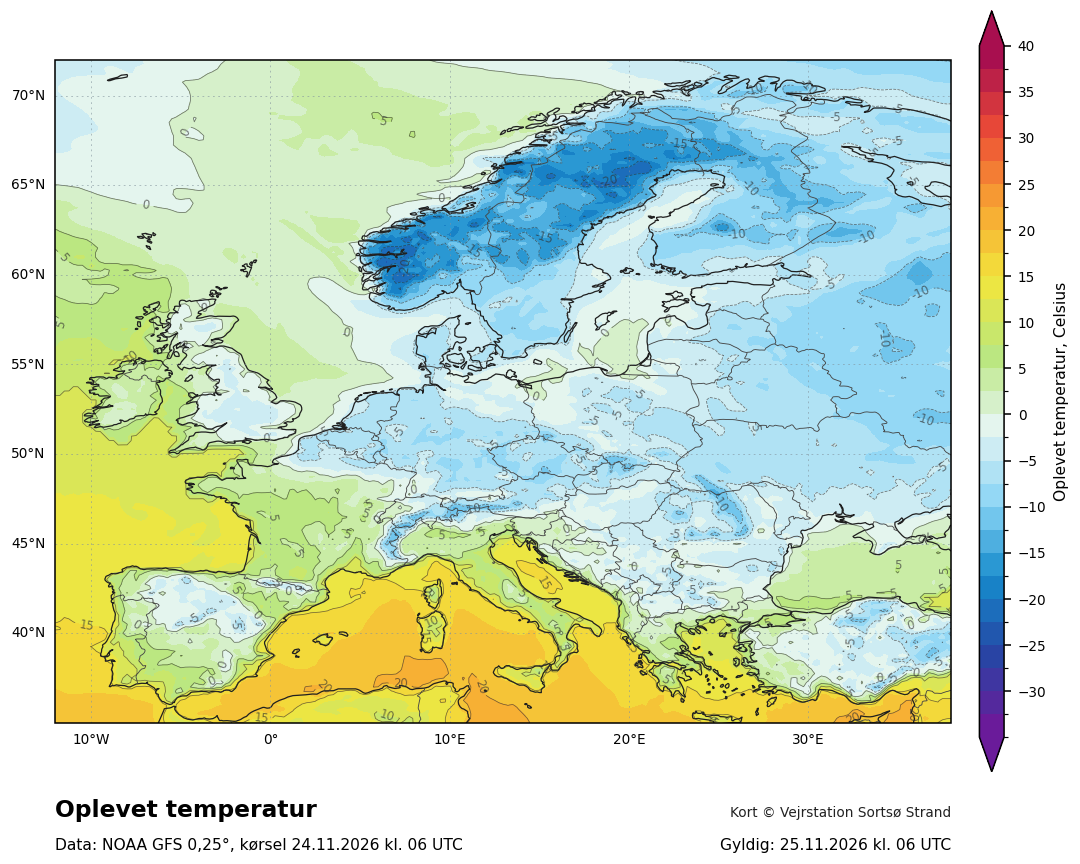 70°N
65°N
60°N
55°N
50°N
45°N
40°N
10°W
0°
10°E
20°E
30°E
40
35
30
25
20
15
10
5
0
−5
−10
−15
−20
−25
−30
Oplevet temperatur, Celsius
Oplevet temperatur
Kort © Vejrstation Sortsø Strand
Data: NOAA GFS 0,25°, kørsel 24.11.2026 kl. 06 UTC
Gyldig: 25.11.2026 kl. 06 UTC